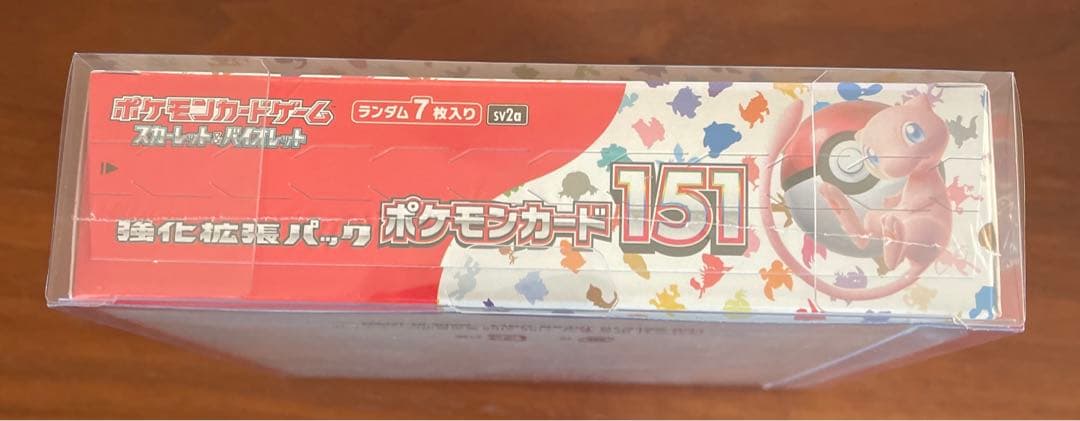 ポケモンカードゲーム
スカーレット&バイオレット
ランダム7枚入り
sv2a
強化拡張パック
ポケモンカード151